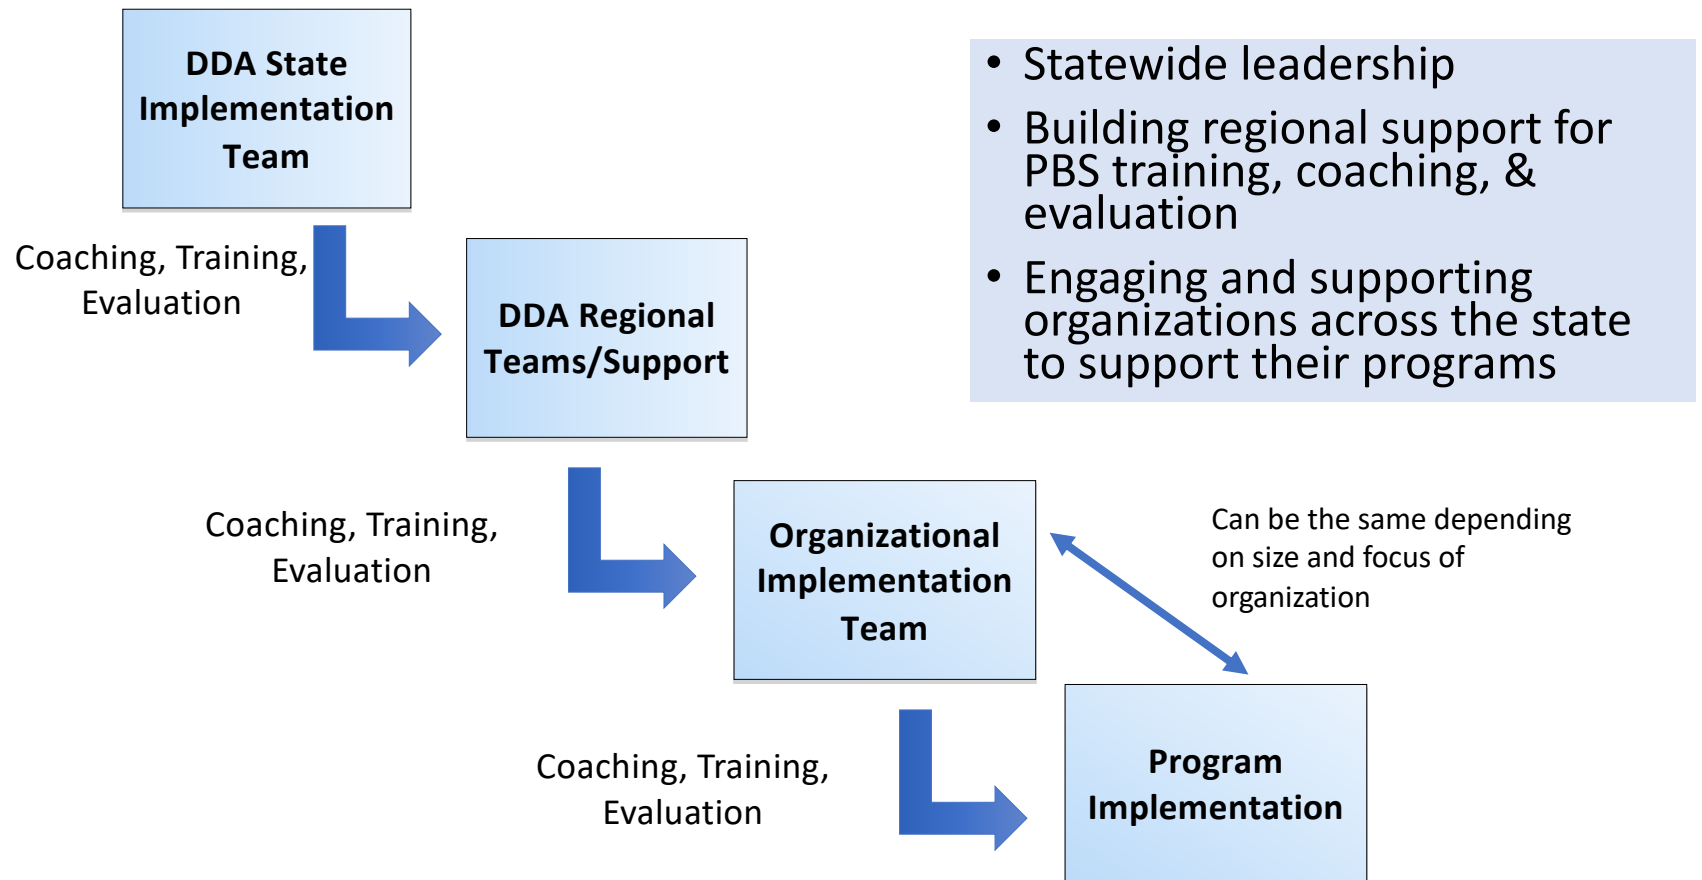 DDA State
Implementation
Team
• Statewide leadership
• Building regional support for
PBS training, coaching, &
evaluation
• Engaging and supporting
organizations across the state
to support their programs
Coaching, Training,
Evaluation
DDA Regional
Teams/Support
Coaching, Training,
Evaluation
Organizational
Implementation
Team
Can be the same depending
on size and focus of
organization
Coaching, Training,
Evaluation
Program
Implementation